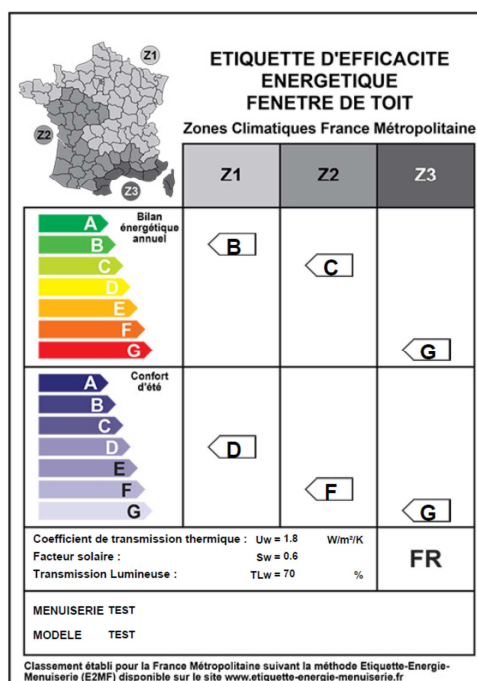 Z1
Z2
Z3
ETIQUETTE D'EFFICACITE
ENERGETIQUE
FENETRE DE TOIT
Zones Climatiques France Métropolitaine
Z1 Z2 Z3
Bilan
énergétique
annuel
A
B
C
D
E
F
G
B
C
G
Confort
d'été
A
B
C
D
E
F
G
D
F
G
Coefficient de transmission thermique : Uw = 1.8 W/m²/K
Facteur solaire : Sw = 0.6
Transmission Lumineuse : TLw = 70 %
FR
MENUISERIE TEST
MODELE TEST
Classement établi pour la France Métropolitaine suivant la méthode Etiquette-Energie-
Menuiserie (E2MF) disponible sur le site www.etiquette-energie-menuiserie.fr